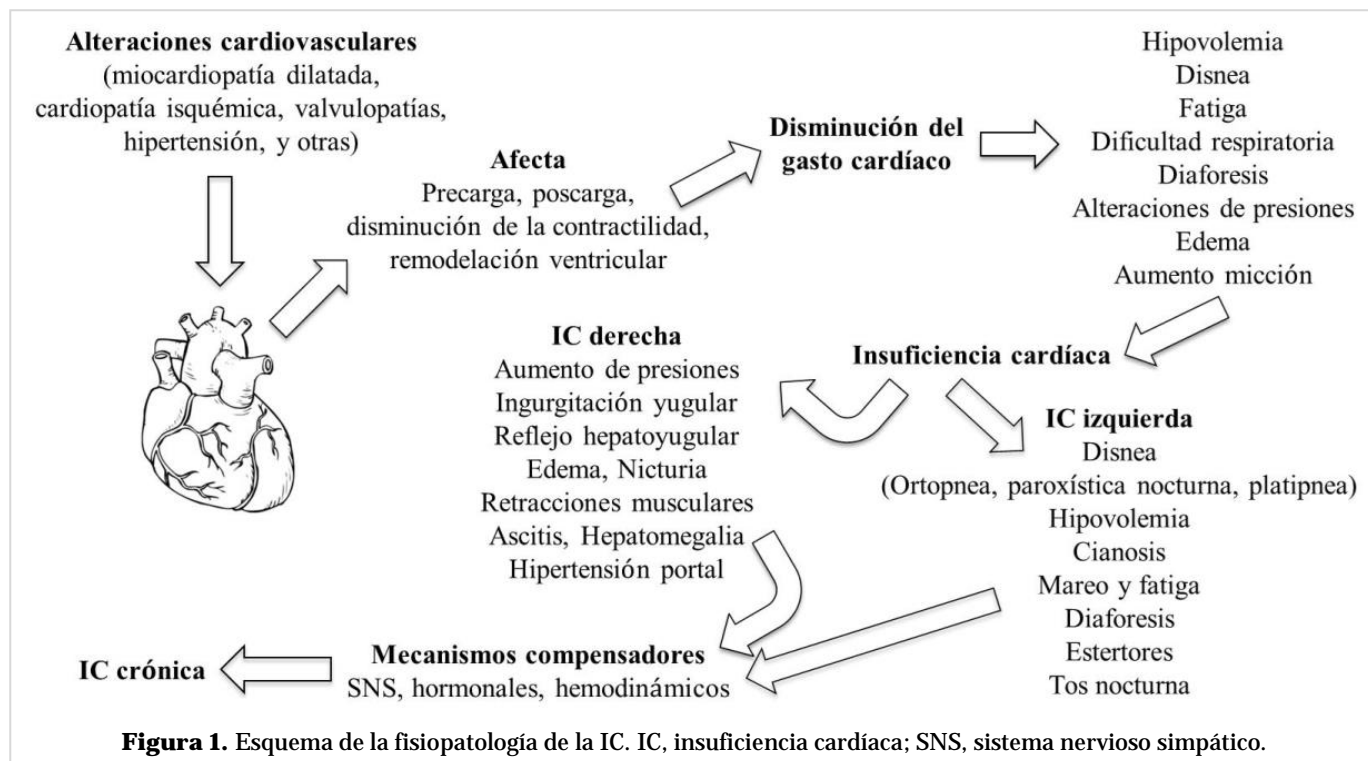 Alteraciones cardiovasculares
(miocardiopatía dilatada,
cardiopatía isquémica, valvulopatías,
hipertensión, y otras)
Afecta
Precarga, poscarga,
disminución de la contractilidad,
remodelación ventricular
Disminución del
gasto cardíaco
Hipovolemia
Disnea
Fatiga
Dificultad respiratoria
Diaforesis
Alteraciones de presiones
Edema
Aumento micción
Insuficiencia cardíaca
IC derecha
Aumento de presiones
Ingurgitación yugular
Reflejo hepatoyugular
Edema, Nicturia
Retracciones musculares
Ascitis, Hepatomegalia
Hipertensión portal
IC izquierda
Disnea
(Ortopnea, paroxística nocturna, platipnea)
Hipovolemia
Cianosis
Mareo y fatiga
Diaforesis
Estertores
Tos nocturna
Mecanismos compensadores
SNS, hormonales, hemodinámicos
IC crónica
Figura 1. Esquema de la fisiopatología de la IC. IC, insuficiencia cardíaca; SNS, sistema nervioso simpático.